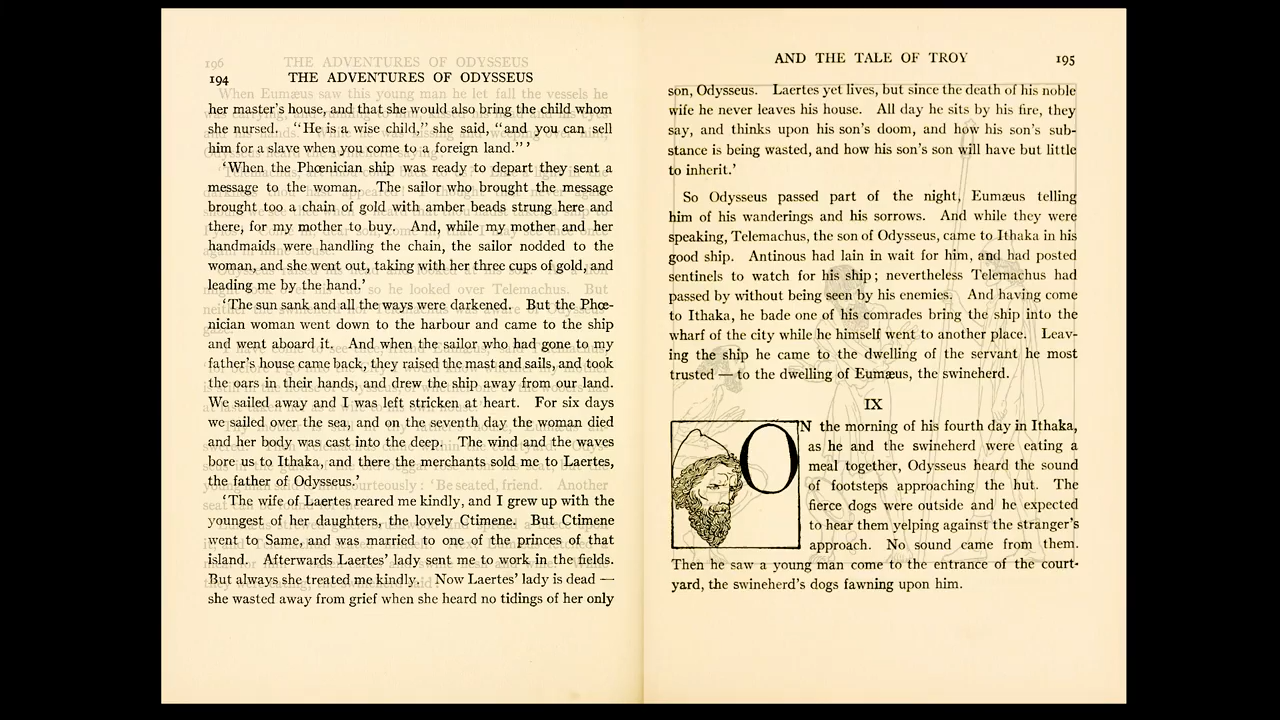 194 THE ADVENTURES OF ODYSSEUS
her master's house, and that she would also bring the child whom
she nursed. “He is a wise child,” she said, “and you can sell
him for a slave when you come to a foreign land.” ’
‘When the Phœnician ship was ready to depart they sent a
message to the woman. The sailor who brought the message
brought too a chain of gold with amber beads strung here and
there, for my mother to buy. And, while my mother and her
handmaids were handling the chain, the sailor nodded to the
woman, and she went out, taking with her three cups of gold, and
leading me by the hand.’
‘The sun sank and all the ways were darkened. But the Phœ-
nician woman went down to the harbour and came to the ship
and went aboard it. And when the sailor who had gone to my
father's house came back, they raised the mast and sails, and took
the oars in their hands, and drew the ship away from our land.
We sailed away and I was left stricken at heart. For six days
we sailed over the sea, and on the seventh day the woman died
and her body was cast into the deep. The wind and the waves
bore us to Ithaka, and there the merchants sold me to Laertes,
the father of Odysseus.’
‘The wife of Laertes reared me kindly, and I grew up with the
youngest of her daughters, the lovely Ctimene. But Ctimene
went to Same, and was married to one of the princes of that
island. Afterwards Laertes' lady sent me to work in the fields.
But always she treated me kindly. Now Laertes' lady is dead —
she wasted away from grief when she heard no tidings of her only
AND THE TALE OF TROY 195
son, Odysseus. Laertes yet lives, but since the death of his noble
wife he never leaves his house. All day he sits by his fire, they
say, and thinks upon his son's doom, and how his son's sub-
stance is being wasted, and how his son's son will have but little
to inherit.’
So Odysseus passed part of the night, Eumæus telling
him of his wanderings and his sorrows. And while they were
speaking, Telemachus, the son of Odysseus, came to Ithaka in his
good ship. Antinous had lain in wait for him, and had posted
sentinels to watch for his ship; nevertheless Telemachus had
passed by without being seen by his enemies. And having come
to Ithaka, he bade one of his comrades bring the ship into the
wharf of the city while he himself went to another place. Leav-
ing the ship he came to the dwelling of the servant he most
trusted — to the dwelling of Eumæus, the swineherd.
IX
ON the morning of his fourth day in Ithaka,
as he and the swineherd were eating a
meal together, Odysseus heard the sound
of footsteps approaching the hut. The
fierce dogs were outside and he expected
to hear them yelping against the stranger's
approach. No sound came from them.
Then he saw a young man come to the entrance of the court-
yard, the swineherd's dogs fawning upon him.